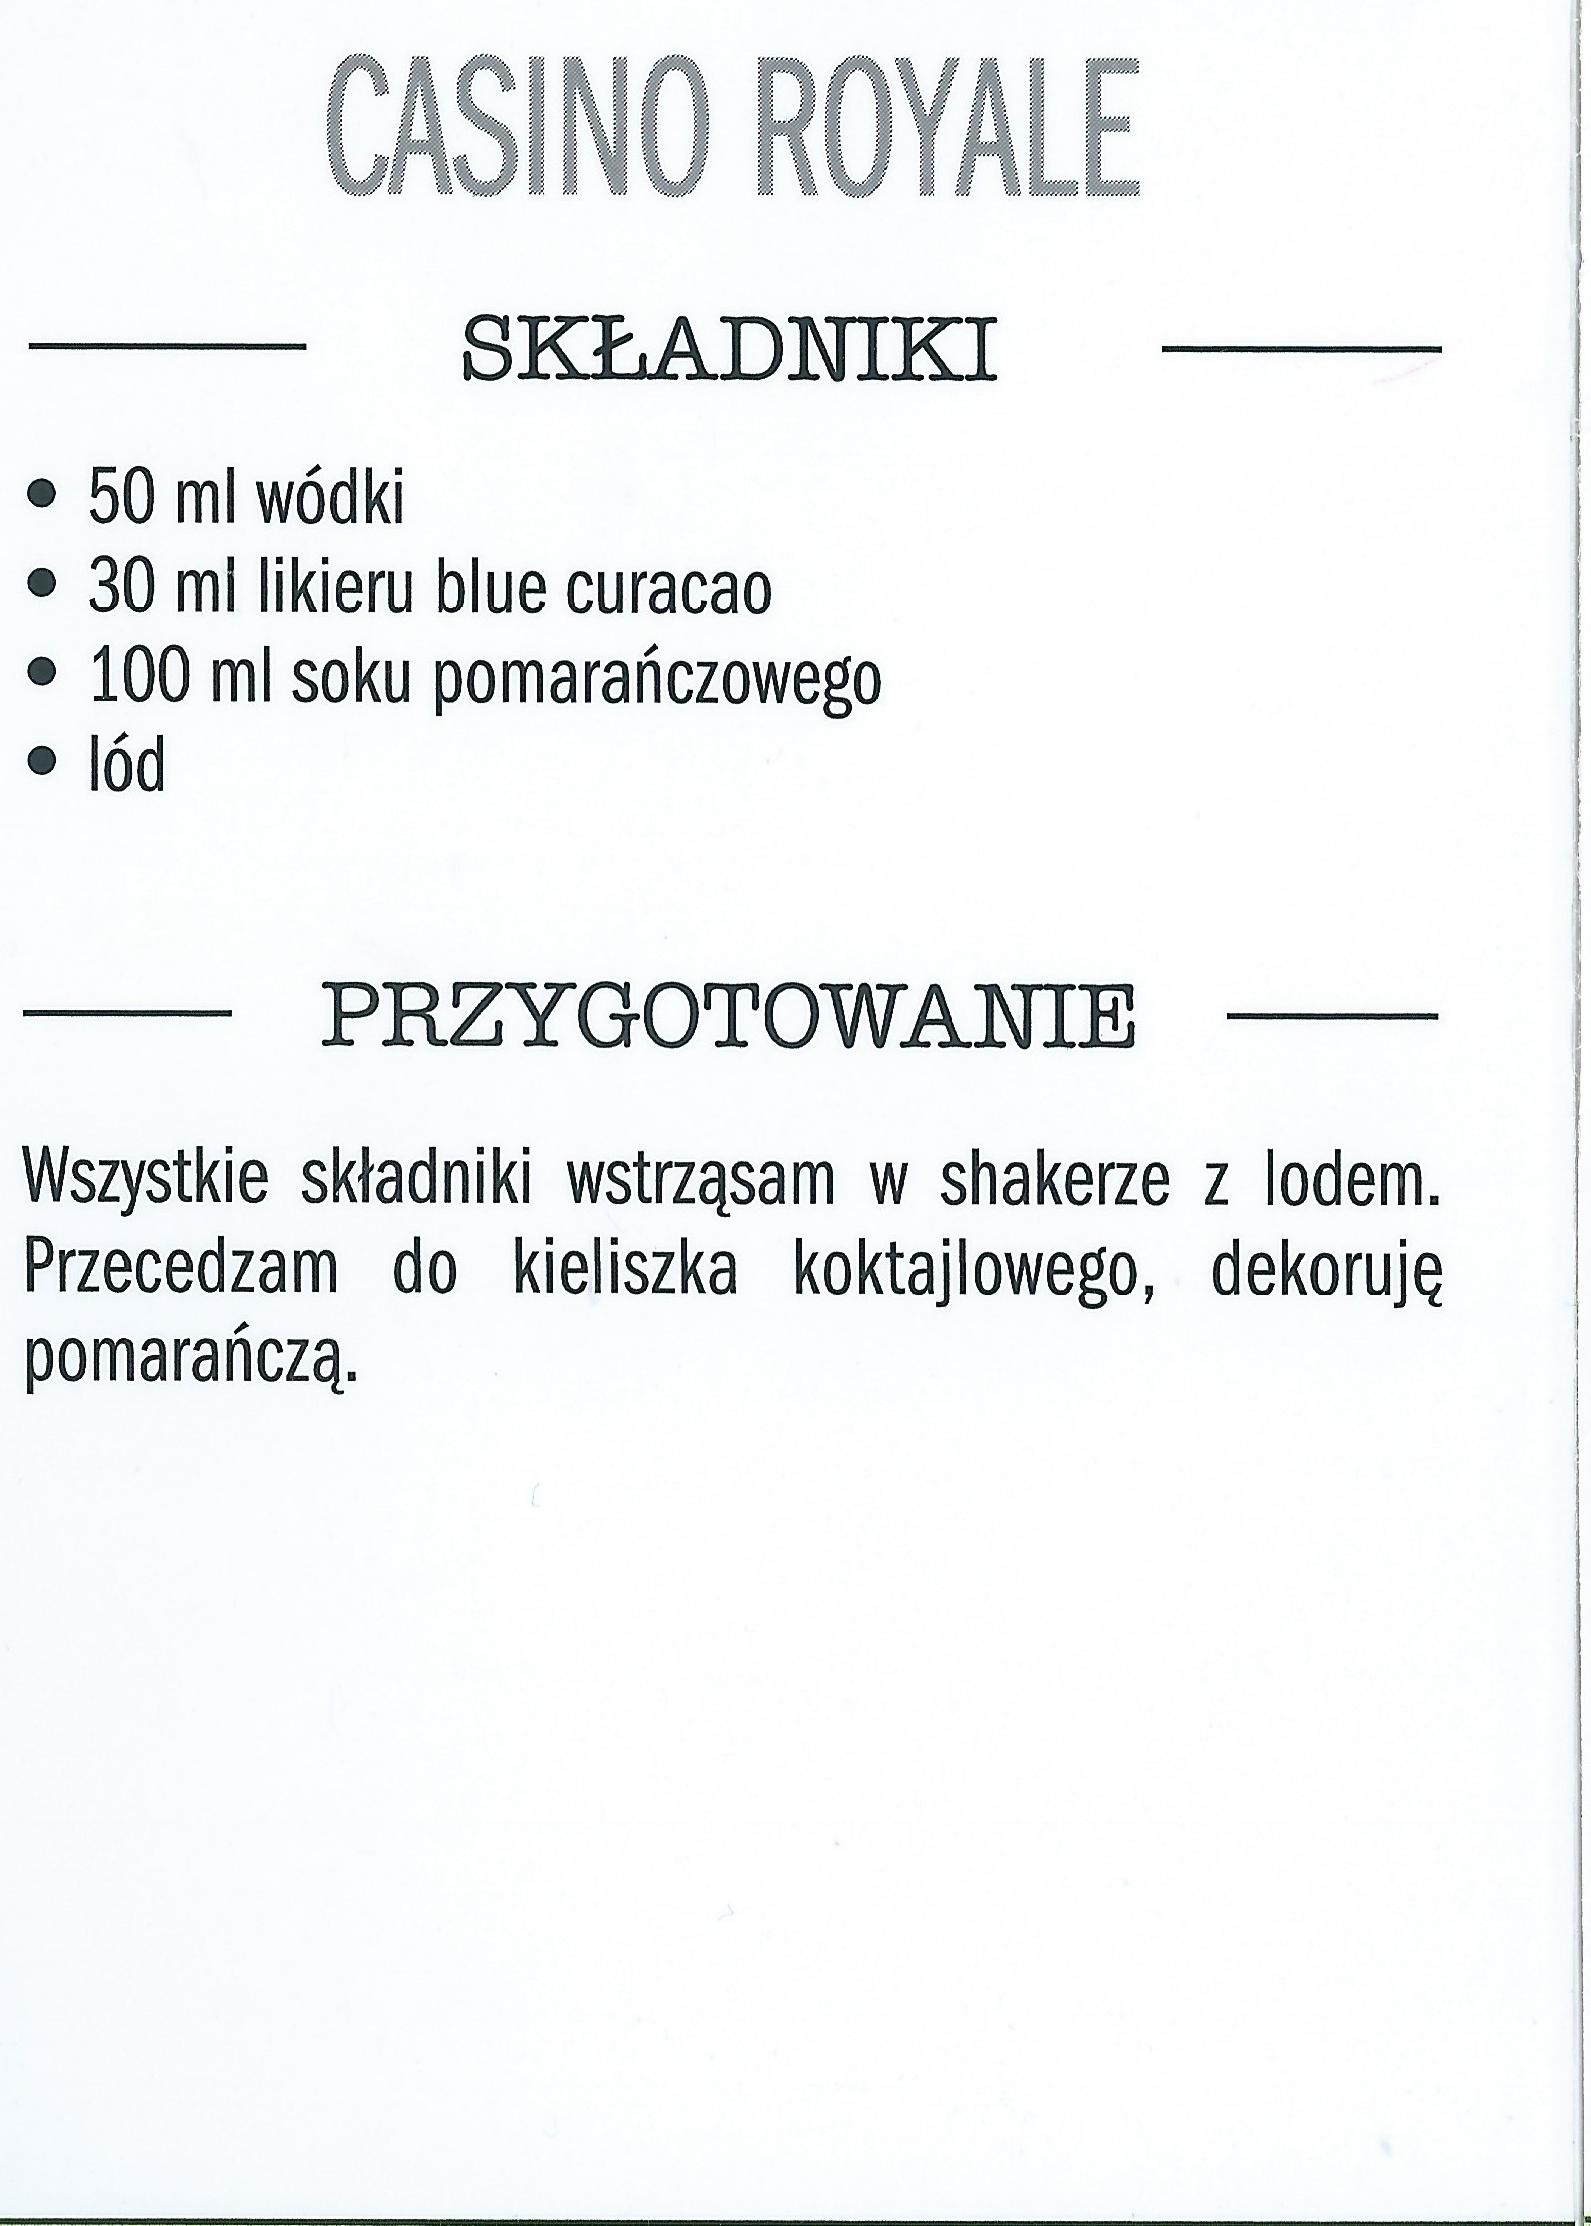 CASINO ROYALE
SKŁADNIKI
• 50 ml wódki
• 30 ml likieru blue curacao
• 100 ml soku pomarańczowego
• lód
PRZYGOTOWANIE
Wszystkie składniki wstrząsam w shakerze z lodem.
Przecedzam do kieliszka koktajlowego, dekoruję
pomarańczą.